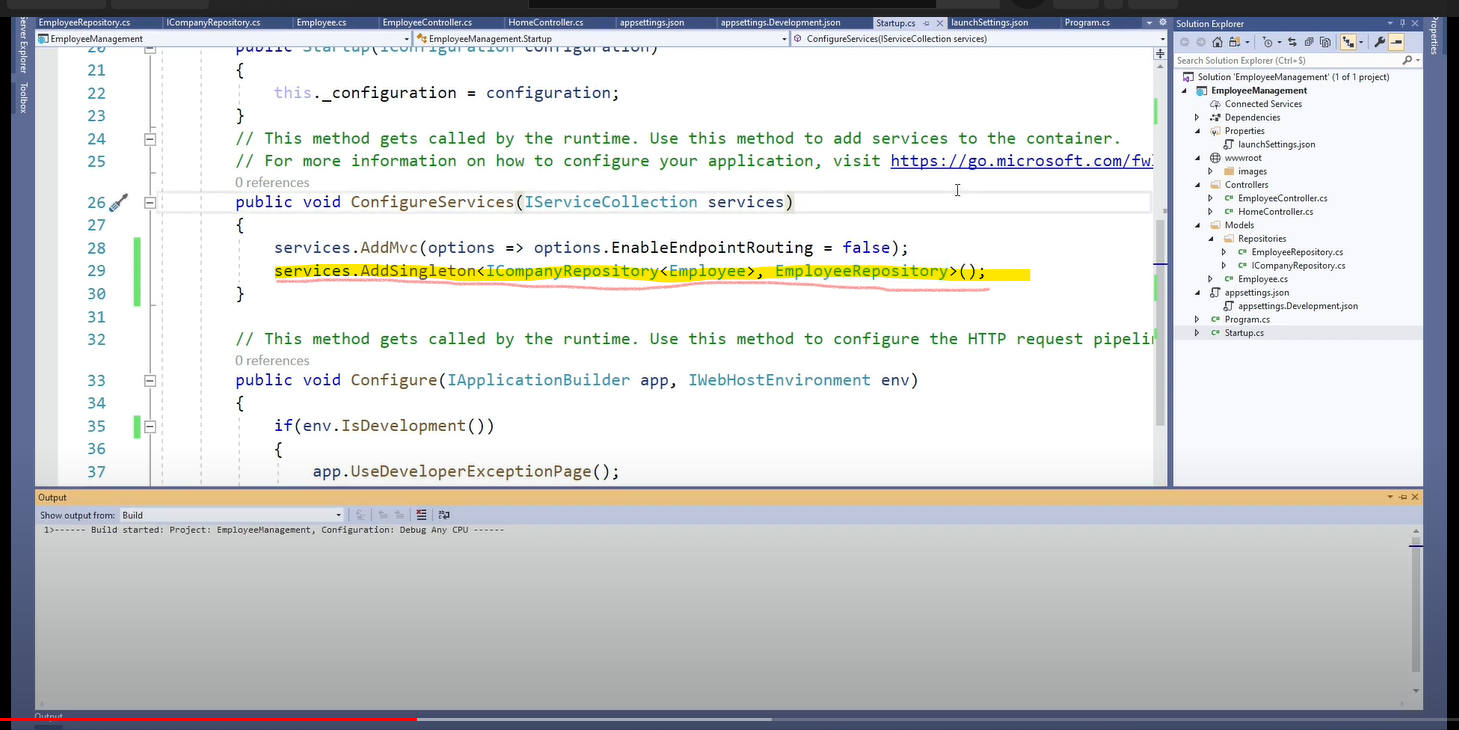 EmployeeRepository.cs ICompanyRepository.cs Employee.cs EmployeeController.cs HomeController.cs appsettings.json appsettings.Development.json Startup.cs launchSettings.json Program.cs
EmployeeManagement EmployeeManagement.Startup ConfigureServices(IServiceCollection services)
Server Explorer
Toolbox
20 public Startup(IConfiguration configuration)
21 {
22 this._configuration = configuration;
23 }
24 // This method gets called by the runtime. Use this method to add services to the container.
25 // For more information on how to configure your application, visit https://go.microsoft.com/fwl
0 references
26 public void ConfigureServices(IServiceCollection services)
27 {
28 services.AddMvc(options => options.EnableEndpointRouting = false);
29 services.AddSingleton<ICompanyRepository<Employee>, EmployeeRepository>();
30 }
31
32 // This method gets called by the runtime. Use this method to configure the HTTP request pipelin
0 references
33 public void Configure(IApplicationBuilder app, IWebHostEnvironment env)
34 {
35 if(env.IsDevelopment())
36 {
37 app.UseDeveloperExceptionPage();
Solution Explorer
Search Solution Explorer (Ctrl+$)
Solution 'EmployeeManagement' (1 of 1 project)
EmployeeManagement
Connected Services
Dependencies
Properties
launchSettings.json
wwwroot
images
Controllers
EmployeeController.cs
HomeController.cs
Models
Repositories
EmployeeRepository.cs
ICompanyRepository.cs
Employee.cs
appsettings.json
appsettings.Development.json
Program.cs
Startup.cs
Properties
Output
Show output from: Build
1>------ Build started: Project: EmployeeManagement, Configuration: Debug Any CPU ------
Output